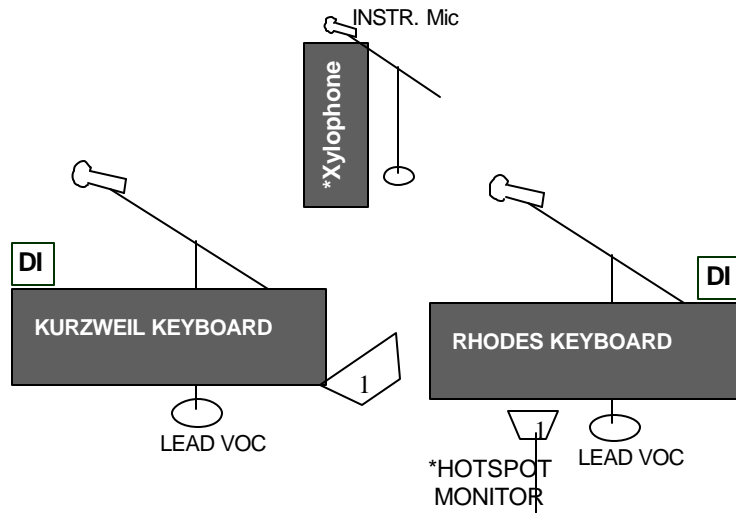 INSTR. Mic
*Xylophone
DI
DI
KURZWEIL KEYBOARD
RHODES KEYBOARD
1
1
LEAD VOC
LEAD VOC
*HOTSPOT
MONITOR